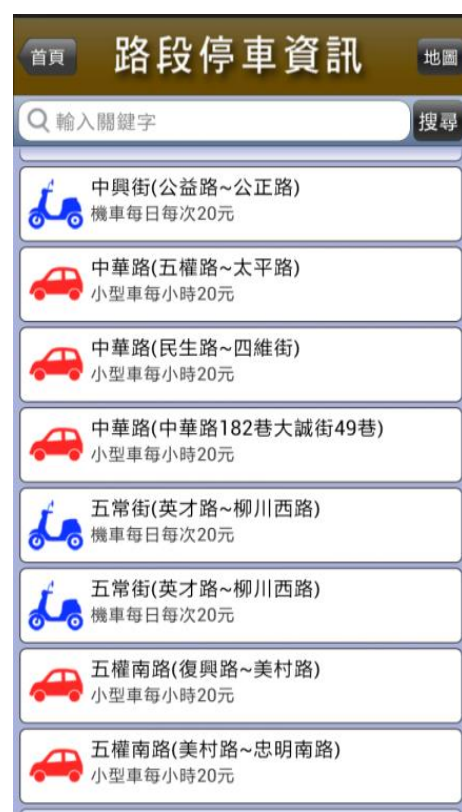 首頁
路段停車資訊
地圖
輸入關鍵字
搜尋
中興街(公益路~公正路)
機車每日每次20元
中華路(五權路~太平路)
小型車每小時20元
中華路(民生路~四維街)
小型車每小時20元
中華路(中華路182巷大誠街49巷)
小型車每小時20元
五常街(英才路~柳川西路)
機車每日每次20元
五常街(英才路~柳川西路)
機車每日每次20元
五權南路(復興路~美村路)
小型車每小時20元
五權南路(美村路~忠明南路)
小型車每小時20元